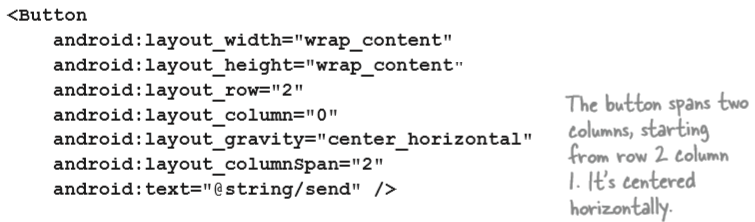 <Button
android:layout_width="wrap_content"
android:layout_height="wrap_content"
android:layout_row="2"
android:layout_column="0"
android:layout_gravity="center_horizontal"
android:layout_columnSpan="2"
android:text="@string/send" />
The button spans two
columns, starting
from row 2 column
1. It's centered
horizontally.